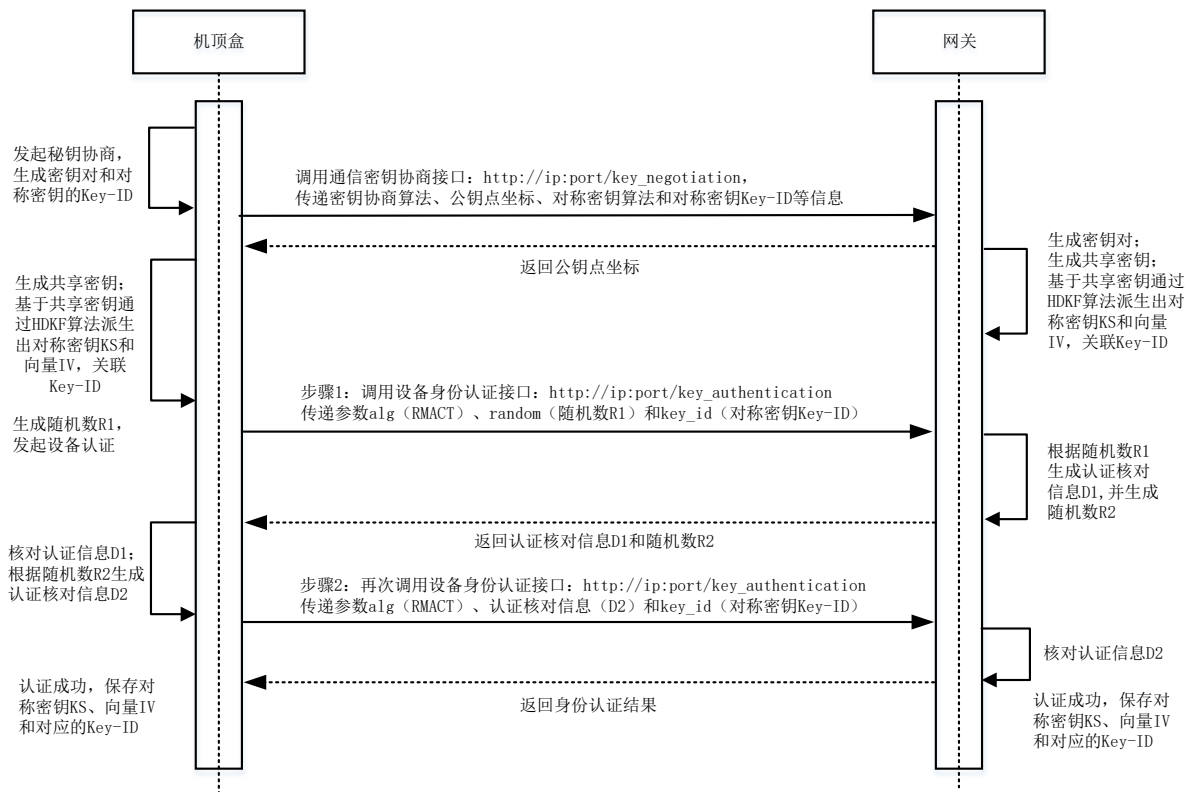 机顶盒
网关
发起秘钥协商，
生成密钥对和对
称密钥的Key-ID
调用通信密钥协商接口：http://ip:port/key_negotiation，
传递密钥协商算法、公钥点坐标、对称密钥算法和对称密钥Key-ID等信息
返回公钥点坐标
生成密钥对；
生成共享密钥；
基于共享密钥通过
HDKF算法派生出对
称密钥KS和向量
IV，关联Key-ID
生成共享密钥；
基于共享密钥通
过HDKF算法派生
出对称密钥KS和
向量IV，关联
Key-ID
步骤1：调用设备身份认证接口：http://ip:port/key_authentication
传递参数alg（RMACT）、random（随机数R1）和key_id（对称密钥Key-ID）
生成随机数R1，
发起设备认证
根据随机数R1
生成认证核对
信息D1,并生成
随机数R2
返回认证核对信息D1和随机数R2
核对认证信息D1；
根据随机数R2生成
认证核对信息D2
步骤2：再次调用设备身份认证接口：http://ip:port/key_authentication
传递参数alg（RMACT）、认证核对信息（D2）和key_id（对称密钥Key-ID）
核对认证信息D2
返回身份认证结果
认证成功，保存对
称密钥KS、向量IV
和对应的Key-ID
认证成功，保存对
称密钥KS、向量IV
和对应的Key-ID